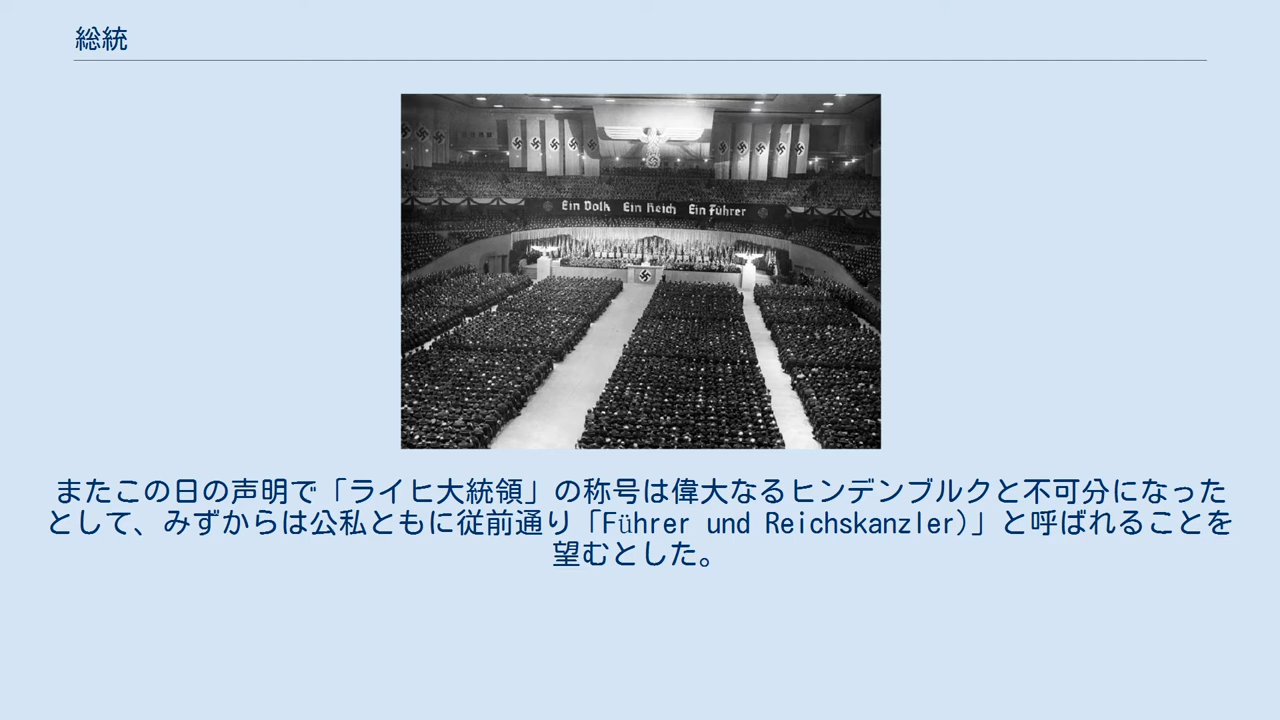 総統
Ein Volk Ein Reich Ein Führer
またこの日の声明で「ライヒ大統領」の称号は偉大なるヒンデンブルクと不可分になった
として、みずからは公私ともに従前通り「Führer und Reichskanzler)」と呼ばれることを
望むとした。